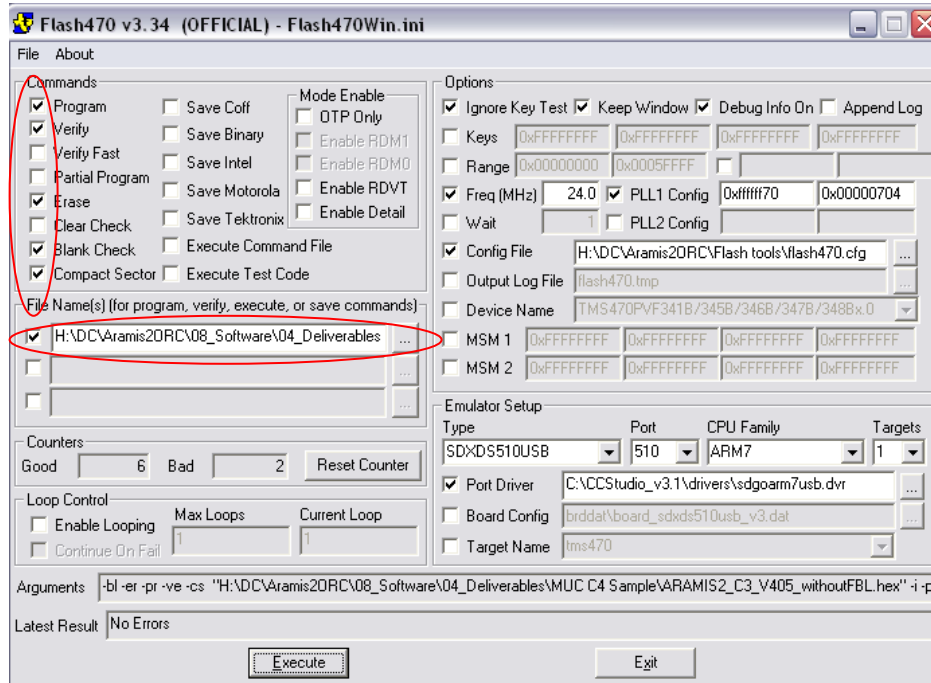 Flash470 v3.34 (OFFICIAL) - Flash470Win.ini
File About
Commands
Program
Verify
Verify Fast
Partial Program
Erase
Clear Check
Blank Check
Compact Sector
Save Coff
Save Binary
Save Intel
Save Motorola
Save Tektronix
Execute Command File
Execute Test Code
Mode Enable
OTP Only
Enable RDM1
Enable RDM0
Enable RDVT
Enable Detail
File Name(s) (for program, verify, execute, or save commands)
H:\DC\Aramis2ORC\08_Software\04_Deliverables ...
...
...
Counters
Good 6 Bad 2 Reset Counter
Loop Control
Enable Looping
Continue On Fail
Max Loops
1
Current Loop
1
Options
Ignore Key Test Keep Window Debug Info On Append Log
Keys 0xFFFFFFFF 0xFFFFFFFF 0xFFFFFFFF 0xFFFFFFFF
Range 0x00000000 0x0005FFFF
Freq (MHz) 24.0 PLL1 Config 0xffffff70 0x00000704
Wait 1 PLL2 Config
Config File H:\DC\Aramis2ORC\Flash tools\flash470.cfg ...
Output Log File flash470.tmp ...
Device Name TMS470PVF341B/345B/346B/347B/348Bx.0
MSM 1 0xFFFFFFFF 0xFFFFFFFF 0xFFFFFFFF 0xFFFFFFFF
MSM 2 0xFFFFFFFF 0xFFFFFFFF 0xFFFFFFFF 0xFFFFFFFF
Emulator Setup
Type Port CPU Family Targets
SDXDS510USB 510 ARM7 1
Port Driver C:\CCStudio_v3.1\drivers\sdgoarm7usb.dvr ...
Board Config brddat\board_sdxds510usb_v3.dat ...
Target Name tms470
Arguments -bl -er -pr -ve -cs "H:\DC\Aramis2ORC\08_Software\04_Deliverables\MUC C4 Sample\ARAMIS2_C3_V405_withoutFBL.hex" -i -p
Latest Result No Errors
Execute Exit